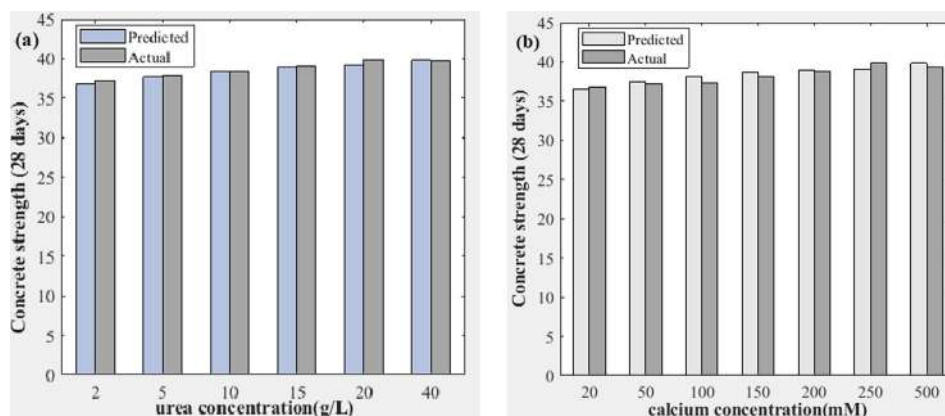 (a)
Predicted
Actual
Concrete strength (28 days)
45
40
35
30
25
20
15
10
5
0
2 5 10 15 20 40
urea concentration(g/L)
(b)
Predicted
Actual
Concrete strength (28 days)
45
40
35
30
25
20
15
10
5
0
20 50 100 150 200 250 500
calcium concentration(mM)